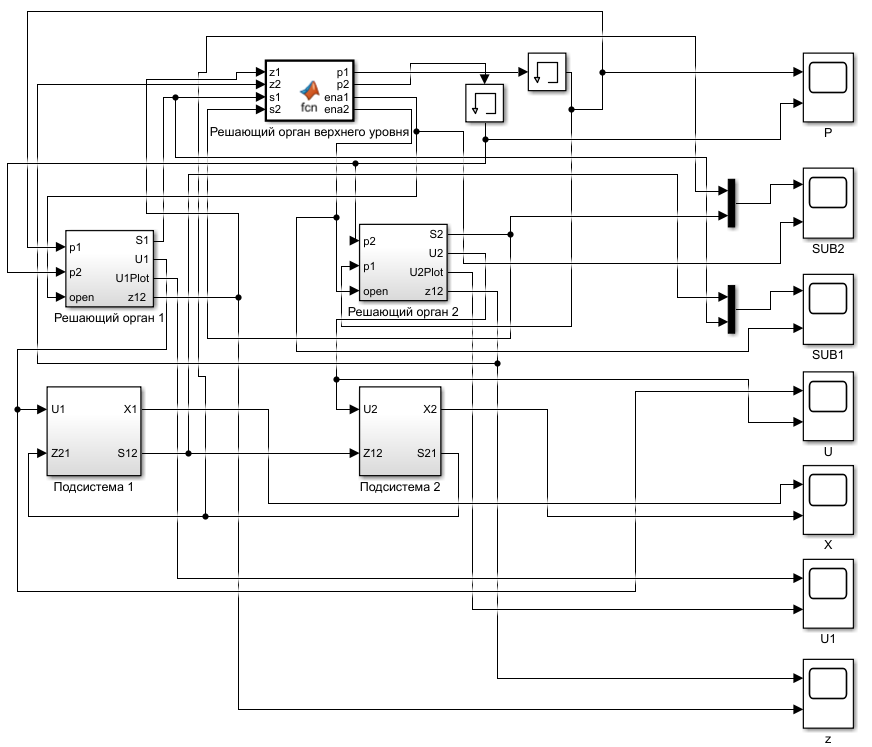 z1
z2
s1
s2
fcn
p1
p2
ena1
ena2
Решающий орган верхнего уровня
P
SUB2
p1
p2
open
S1
U1
U1Plot
z12
Решающий орган 1
p2
p1
open
S2
U2
U2Plot
z12
Решающий орган 2
SUB1
U1
Z21
X1
S12
Подсистема 1
U2
Z12
X2
S21
Подсистема 2
U
X
U1
z